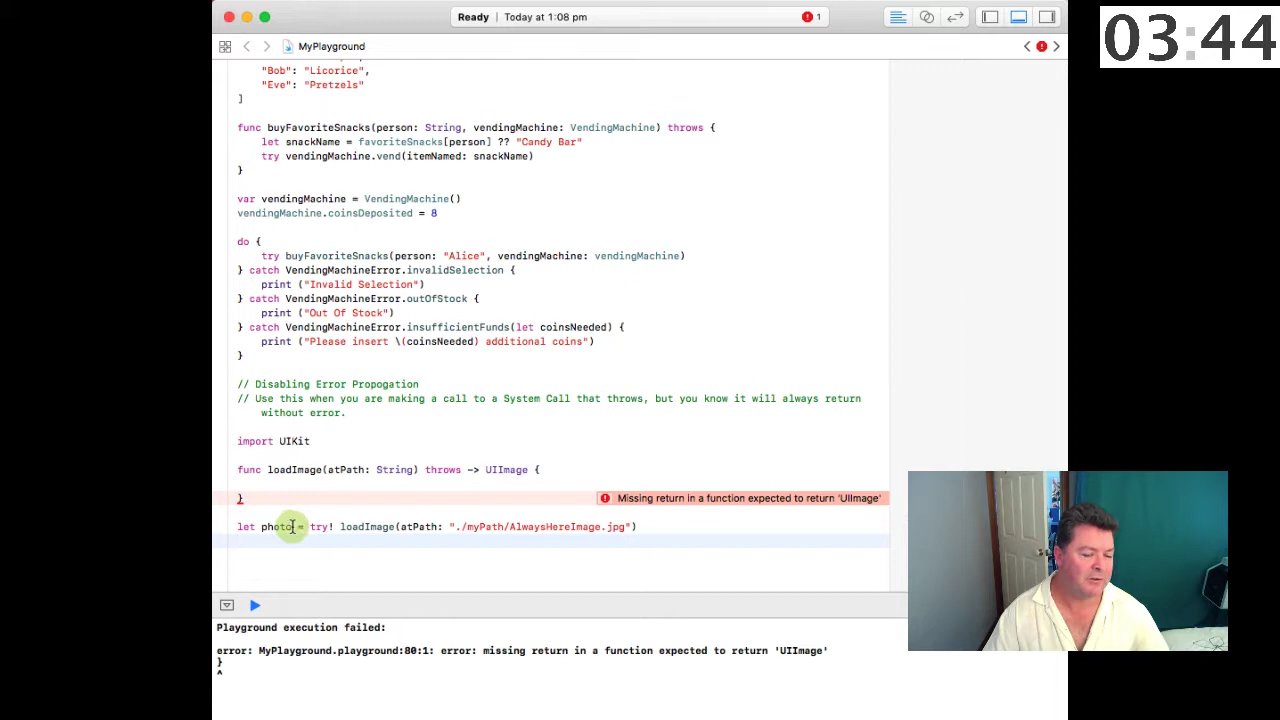 Ready | Today at 1:08 pm
1
03:44
MyPlayground
"Bob": "Licorice",
"Eve": "Pretzels"
]
func buyFavoriteSnacks(person: String, vendingMachine: VendingMachine) throws {
let snackName = favoriteSnacks[person] ?? "Candy Bar"
try vendingMachine.vend(itemNamed: snackName)
}
var vendingMachine = VendingMachine()
vendingMachine.coinsDeposited = 8
do {
try buyFavoriteSnacks(person: "Alice", vendingMachine: vendingMachine)
} catch VendingMachineError.invalidSelection {
print ("Invalid Selection")
} catch VendingMachineError.outOfStock {
print ("Out Of Stock")
} catch VendingMachineError.insufficientFunds(let coinsNeeded) {
print ("Please insert \(coinsNeeded) additional coins")
}
// Disabling Error Propogation
// Use this when you are making a call to a System Call that throws, but you know it will always return
without error.
import UIKit
func loadImage(atPath: String) throws -> UIImage {
}
Missing return in a function expected to return 'UIImage'
let photo = try! loadImage(atPath: "./myPath/AlwaysHereImage.jpg")
Playground execution failed:
error: MyPlayground.playground:80:1: error: missing return in a function expected to return 'UIImage'
}
^